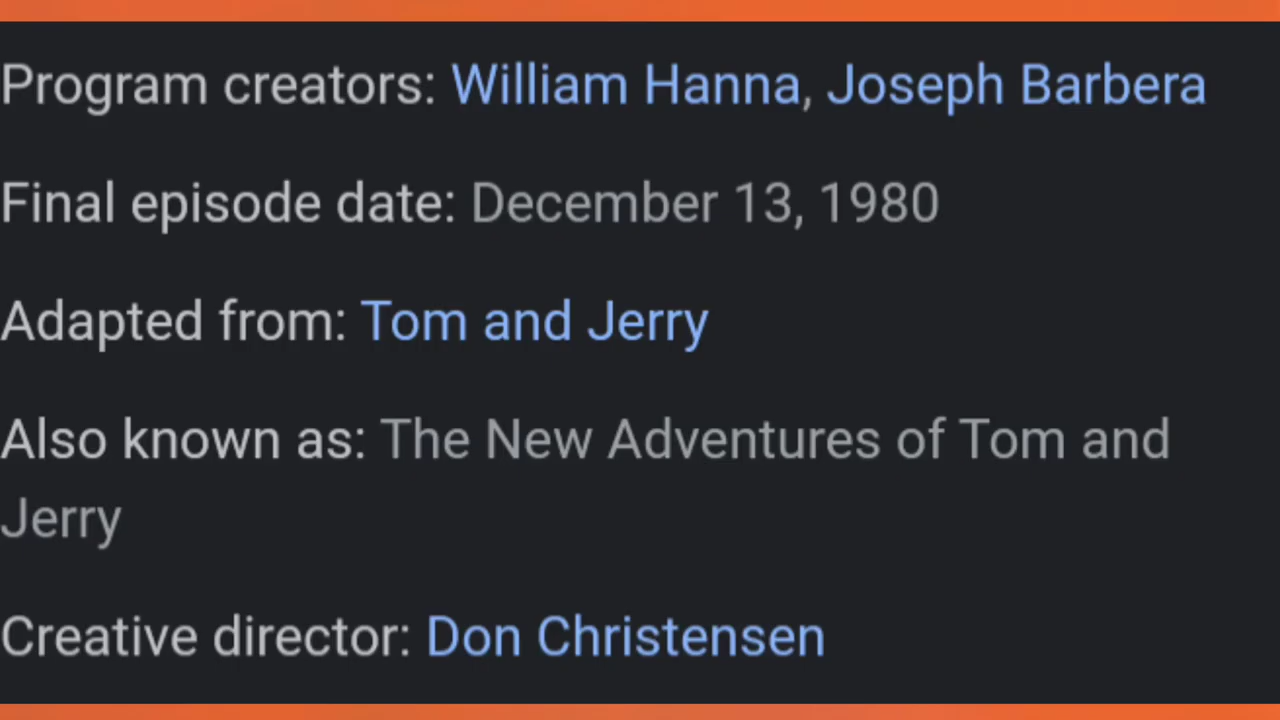 Program creators: William Hanna, Joseph Barbera
Final episode date: December 13, 1980
Adapted from: Tom and Jerry
Also known as: The New Adventures of Tom and
Jerry
Creative director: Don Christensen